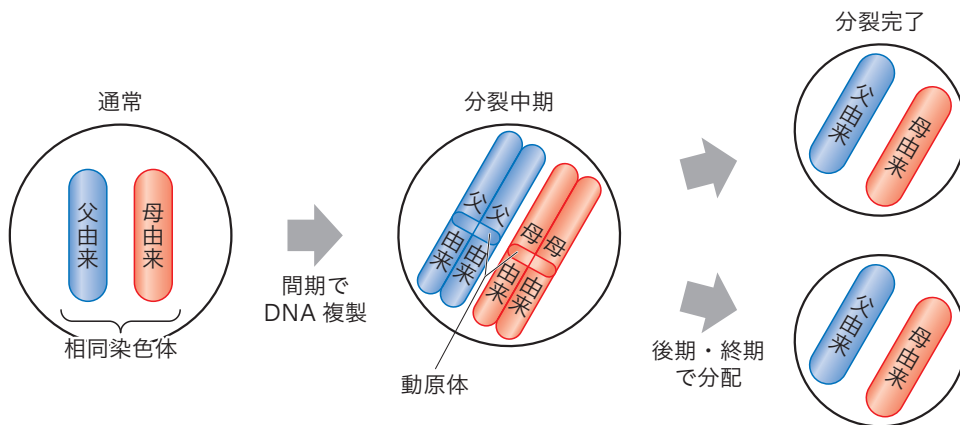 通常
父由来
母由来
相同染色体
間期で
DNA 複製
分裂中期
父由来
父由来
母由来
母由来
動原体
後期・終期
で分配
分裂完了
父由来
母由来
父由来
母由来